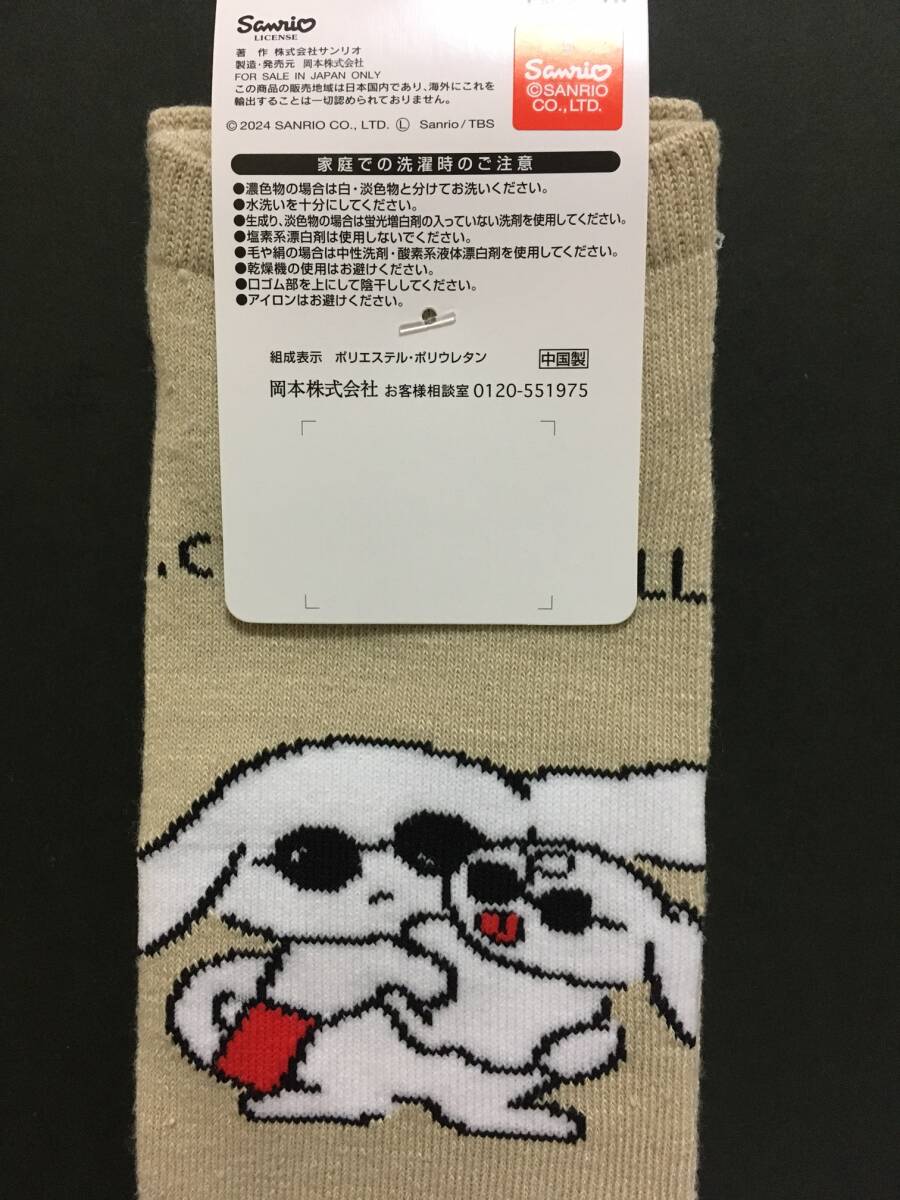 Sanrio
LICENSE
著 作 株式会社サンリオ
製造・発売元 岡本株式会社
FOR SALE IN JAPAN ONLY
この商品の販売地域は日本国内であり、海外にこれを
輸出することは一切認められておりません。
©2024 SANRIO CO., LTD. Ⓛ Sanrio/TBS
Sanrio
©SANRIO
CO.,LTD.
家庭での洗濯時のご注意
●濃色物の場合は白・淡色物と分けてお洗いください。
●水洗いを十分にしてください。
●生成り、淡色物の場合は蛍光増白剤の入っていない洗剤を使用してください。
●塩素系漂白剤は使用しないでください。
●毛や絹の場合は中性洗剤・酸素系液体漂白剤を使用してください。
●乾燥機の使用はお避けください。
●口ゴム部を上にして陰干ししてください。
●アイロンはお避けください。
組成表示 ポリエステル・ポリウレタン 中国製
岡本株式会社 お客様相談室 0120-551975